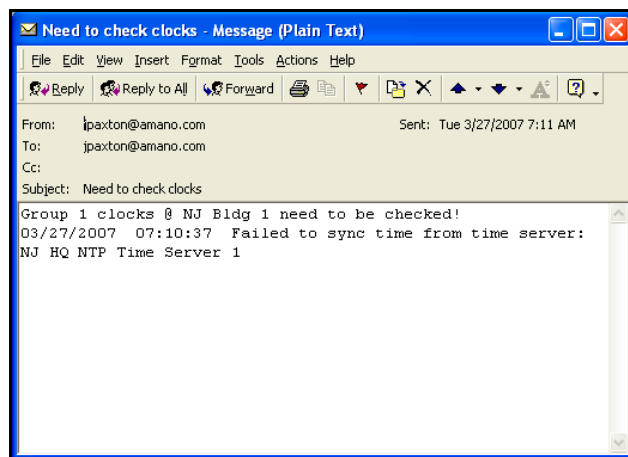 Need to check clocks - Message (Plain Text)
File Edit View Insert Format Tools Actions Help
Reply Reply to All Forward
From: jpaxton@amano.com Sent: Tue 3/27/2007 7:11 AM
To: jpaxton@amano.com
Cc:
Subject: Need to check clocks
Group 1 clocks @ NJ Bldg 1 need to be checked!
03/27/2007 07:10:37 Failed to sync time from time server:
NJ HQ NTP Time Server 1